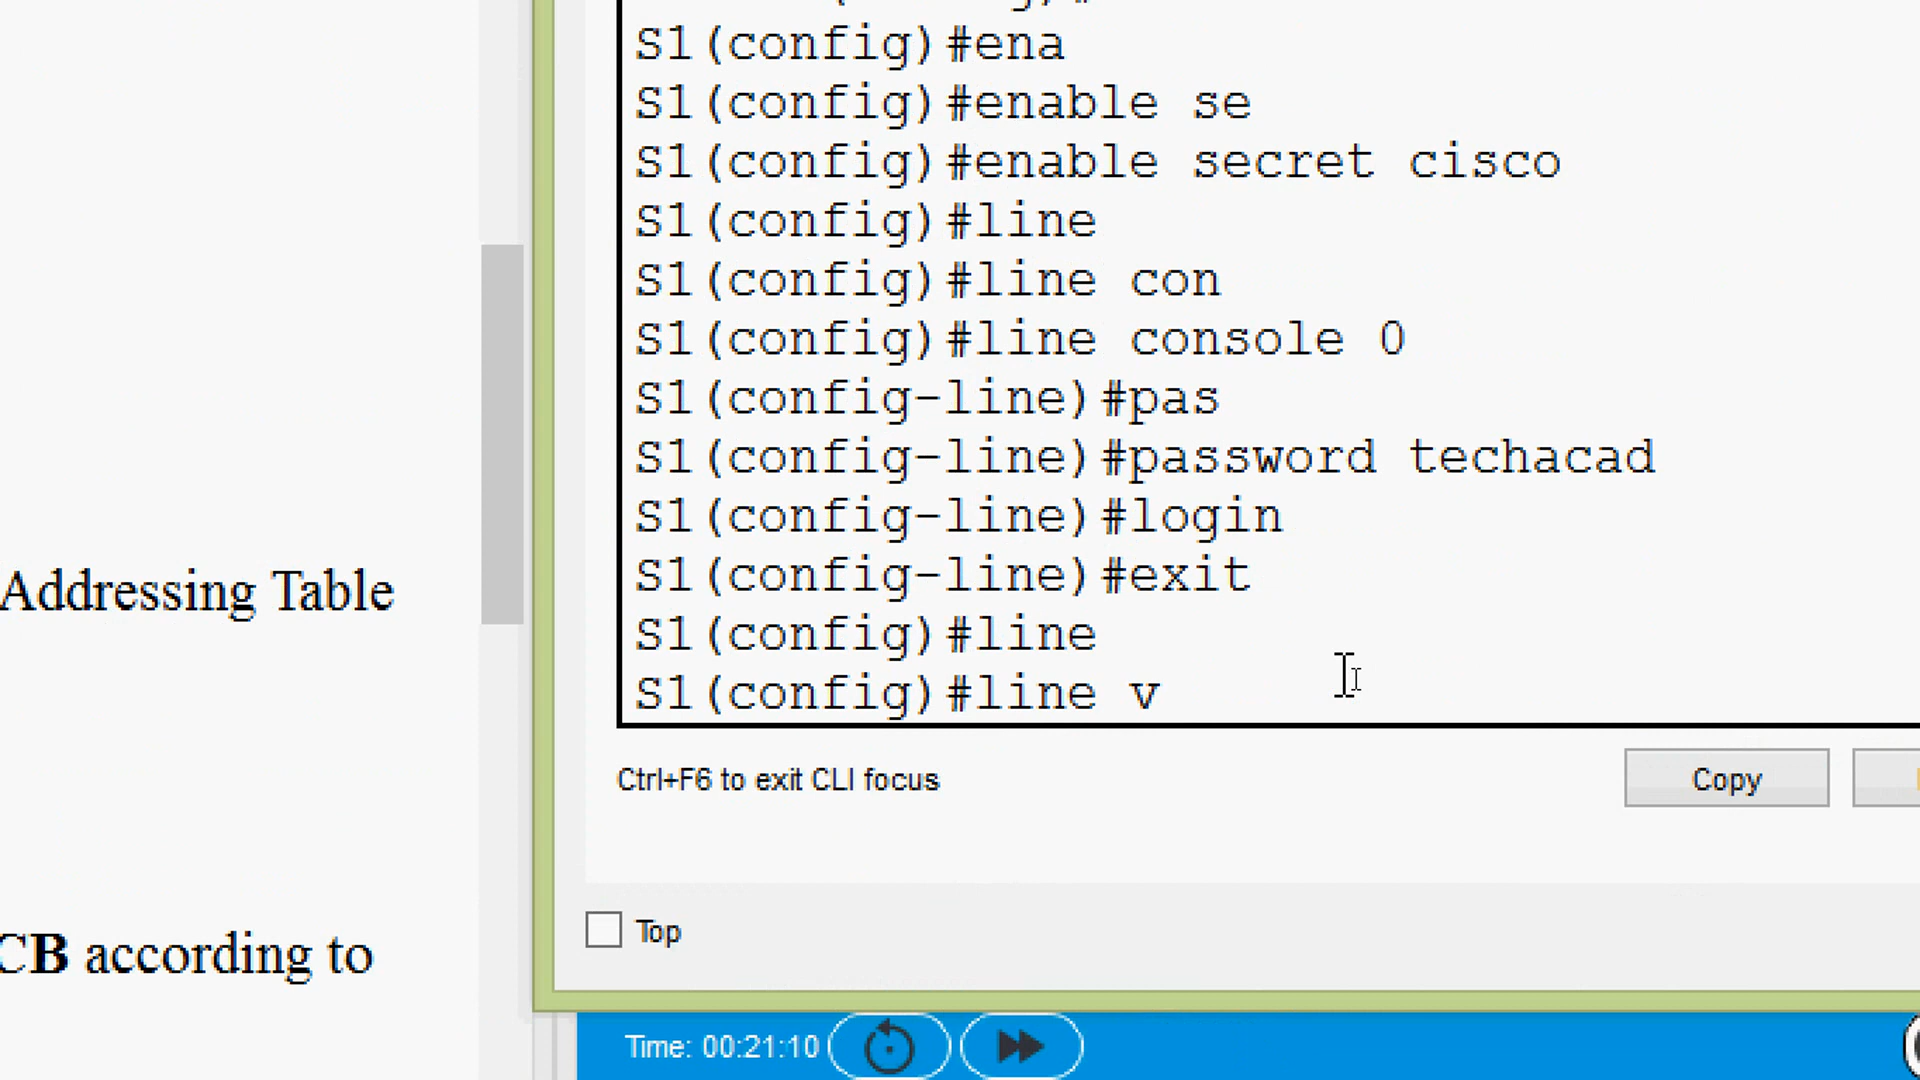 S1(config)#ena
S1(config)#enable se
S1(config)#enable secret cisco
S1(config)#line
S1(config)#line con
S1(config)#line console 0
S1(config-line)#pas
S1(config-line)#password techacad
S1(config-line)#login
S1(config-line)#exit
S1(config)#line
S1(config)#line v
Addressing Table
CB according to
Ctrl+F6 to exit CLI focus
Copy
Top
Time: 00:21:10